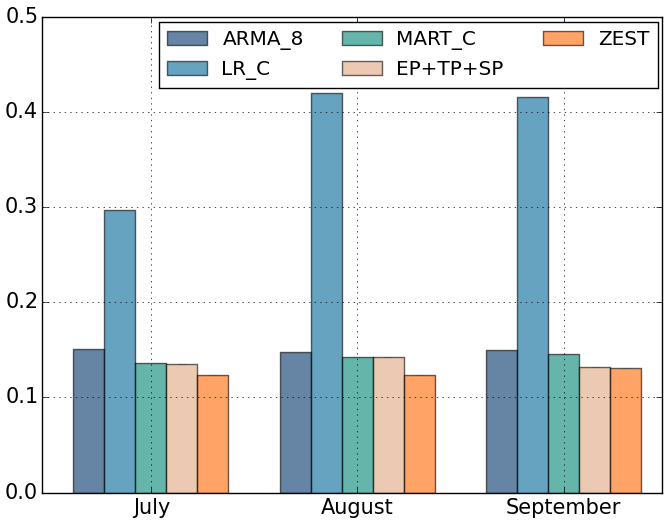 0.5
0.4
0.3
0.2
0.1
0.0
ARMA_8 MART_C ZEST
LR_C EP+TP+SP
July August September